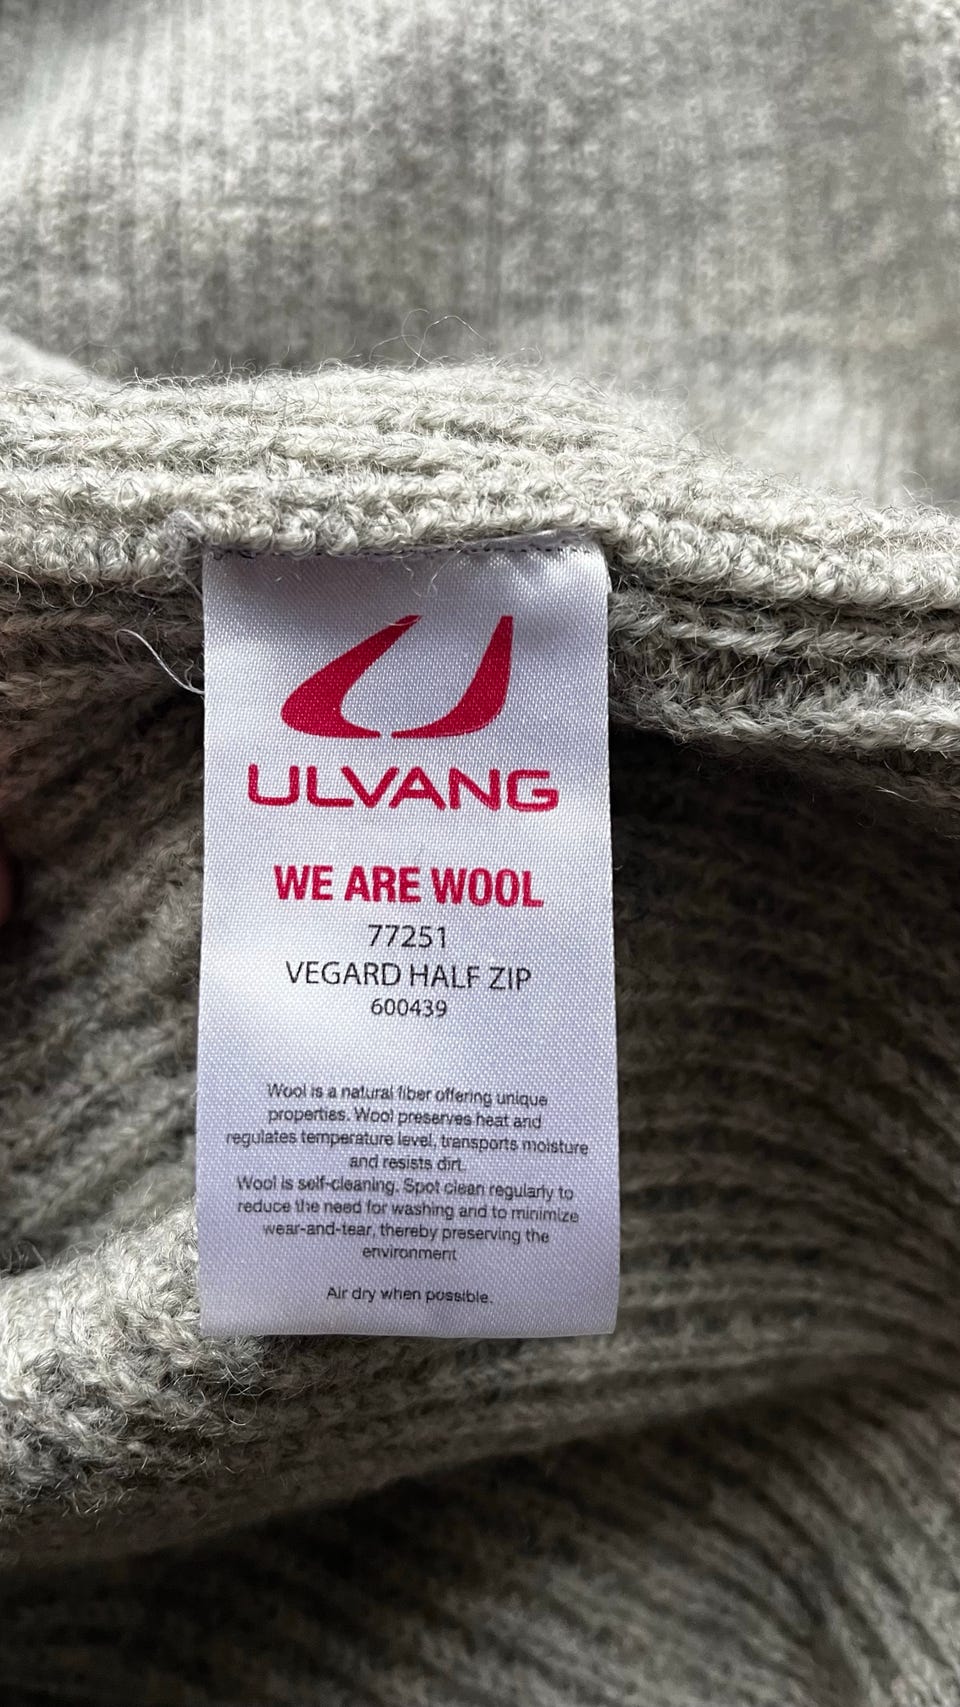 ULVANG
WE ARE WOOL
77251
VEGARD HALF ZIP
600439
Wool is a natural fiber offering unique
properties. Wool preserves heat and
regulates temperature level, transports moisture
and resists dirt.
Wool is self-cleaning. Spot clean regularly to
reduce the need for washing and to minimize
wear-and-tear, thereby preserving the
environment
Air dry when possible.